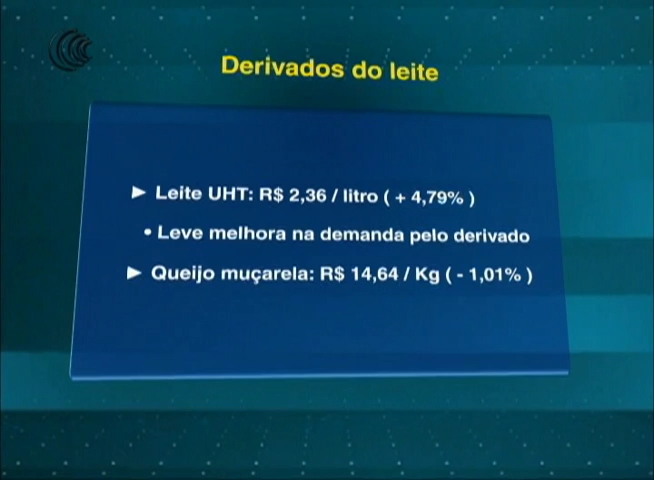 Derivados do leite
► Leite UHT: R$ 2,36 / litro ( + 4,79% )
• Leve melhora na demanda pelo derivado
► Queijo muçarela: R$ 14,64 / Kg ( - 1,01% )